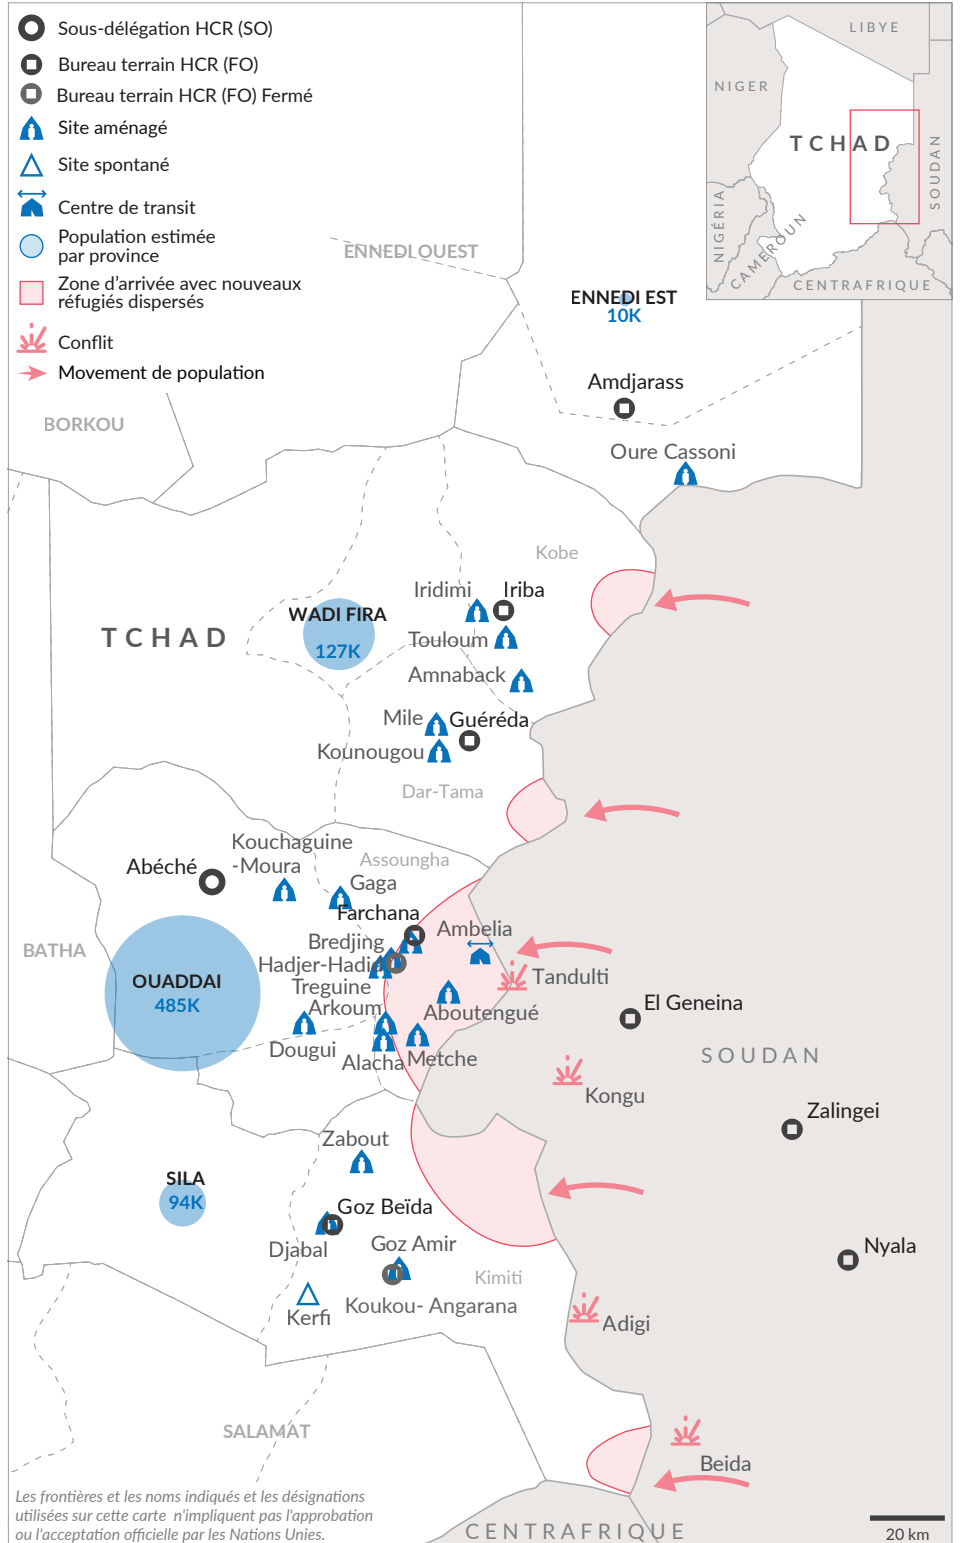 Sous-délégation HCR (SO)
Bureau terrain HCR (FO)
Bureau terrain HCR (FO) Fermé
Site aménagé
Site spontané
Centre de transit
Population estimée
par province
Zone d'arrivée avec nouveaux
réfugiés dispersés
Conflit
Movement de population
LIBYE
NIGER
TCHAD
SOUDAN
NIGÉRIA
CAMEROUN
CENTRAFRIQUE
ENNEDI OUEST
ENNEDI EST
10K
Amdjarass
BORKOU
Oure Cassoni
Kobe
Iridimi
Iriba
WADI FIRA
127K
TCHAD
Touloum
Amnaback
Mile
Guéréda
Kounougou
Dar-Tama
Kouchaguine
-Moura
Abéché
Assoungha
Gaga
Farchana
Ambelia
Bredjing
BATHA
Hadjer-Hadid
Tandulti
OUADDAI
485K
Treguine
Arkoum
Aboutengué
El Geneina
Dougui
Alacha
Metche
SOUDAN
Kongu
Zalingei
Zabout
SILA
94K
Goz Beïda
Djabal
Goz Amir
Nyala
Kimiti
Koukou- Angarana
Kerfi
Adigi
SALAMAT
Beida
Les frontières et les noms indiqués et les désignations
utilisées sur cette carte n'impliquent pas l'approbation
ou l'acceptation officielle par les Nations Unies.
CENTRAFRIQUE
20 km